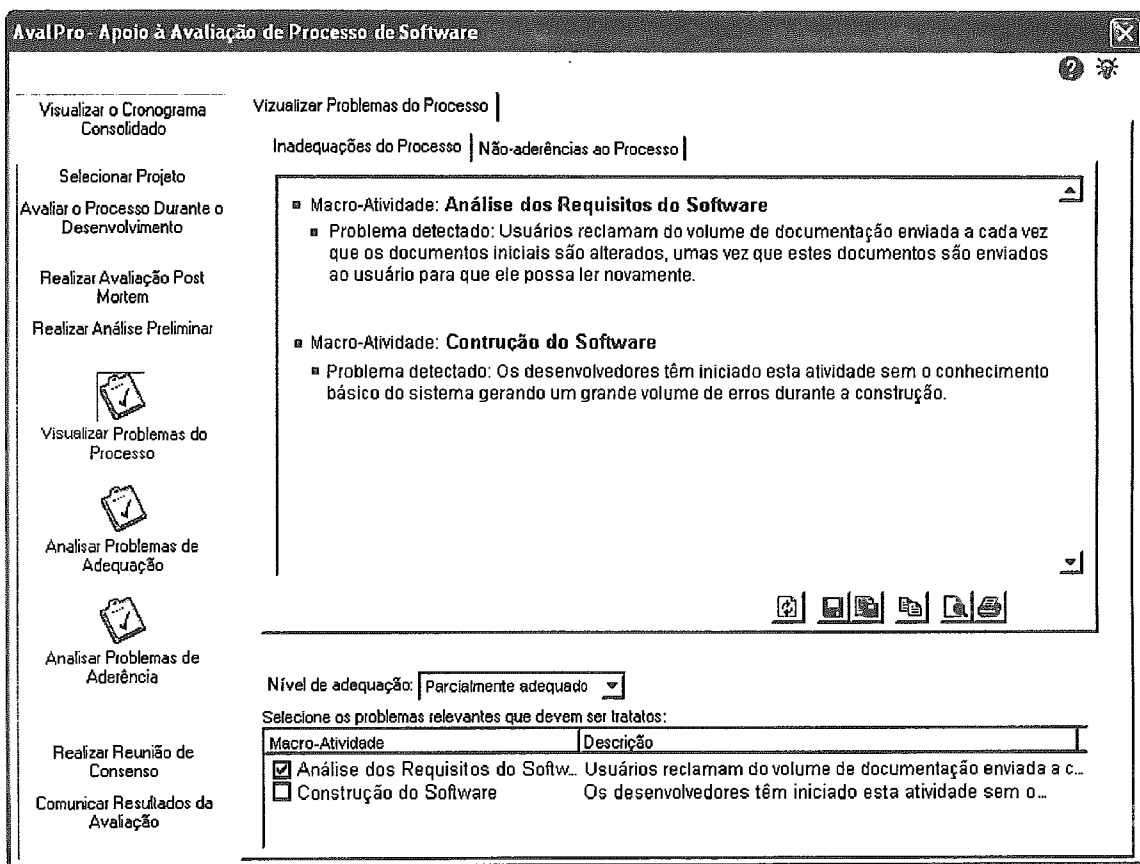 AvalPro - Apoio à Avaliação de Processo de Software
Visualizar o Cronograma
Consolidado
Selecionar Projeto
Avaliar o Processo Durante o
Desenvolvimento
Realizar Avaliação Post
Mortem
Realizar Análise Preliminar
Visualizar Problemas do
Processo
Analisar Problemas de
Adequação
Analisar Problemas de
Aderência
Realizar Reunião de
Consenso
Comunicar Resultados da
Avaliação
Vizualizar Problemas do Processo
Inadequações do Processo
Não-aderências ao Processo
Macro-Atividade: Análise dos Requisitos do Software
Problema detectado: Usuários reclamam do volume de documentação enviada a cada vez
que os documentos iniciais são alterados, umas vez que estes documentos são enviados
ao usuário para que ele possa ler novamente.
Macro-Atividade: Contrução do Software
Problema detectado: Os desenvolvedores têm iniciado esta atividade sem o conhecimento
básico do sistema gerando um grande volume de erros durante a construção.
Nível de adequação: Parcialmente adequado
Selecione os problemas relevantes que devem ser tratatos:
Macro-Atividade Descrição
Análise dos Requisitos do Softw... Usuários reclamam do volume de documentação enviada a c...
Construção do Software Os desenvolvedores têm iniciado esta atividade sem o...